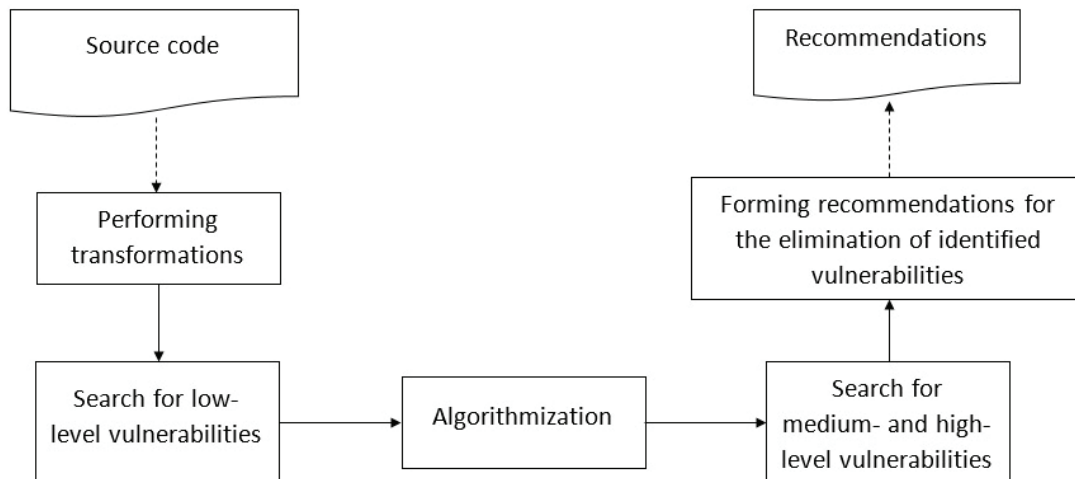 Source code
Recommendations
Performing
transformations
Forming recommendations for
the elimination of identified
vulnerabilities
Search for low-
level vulnerabilities
Algorithmization
Search for
medium- and high-
level vulnerabilities